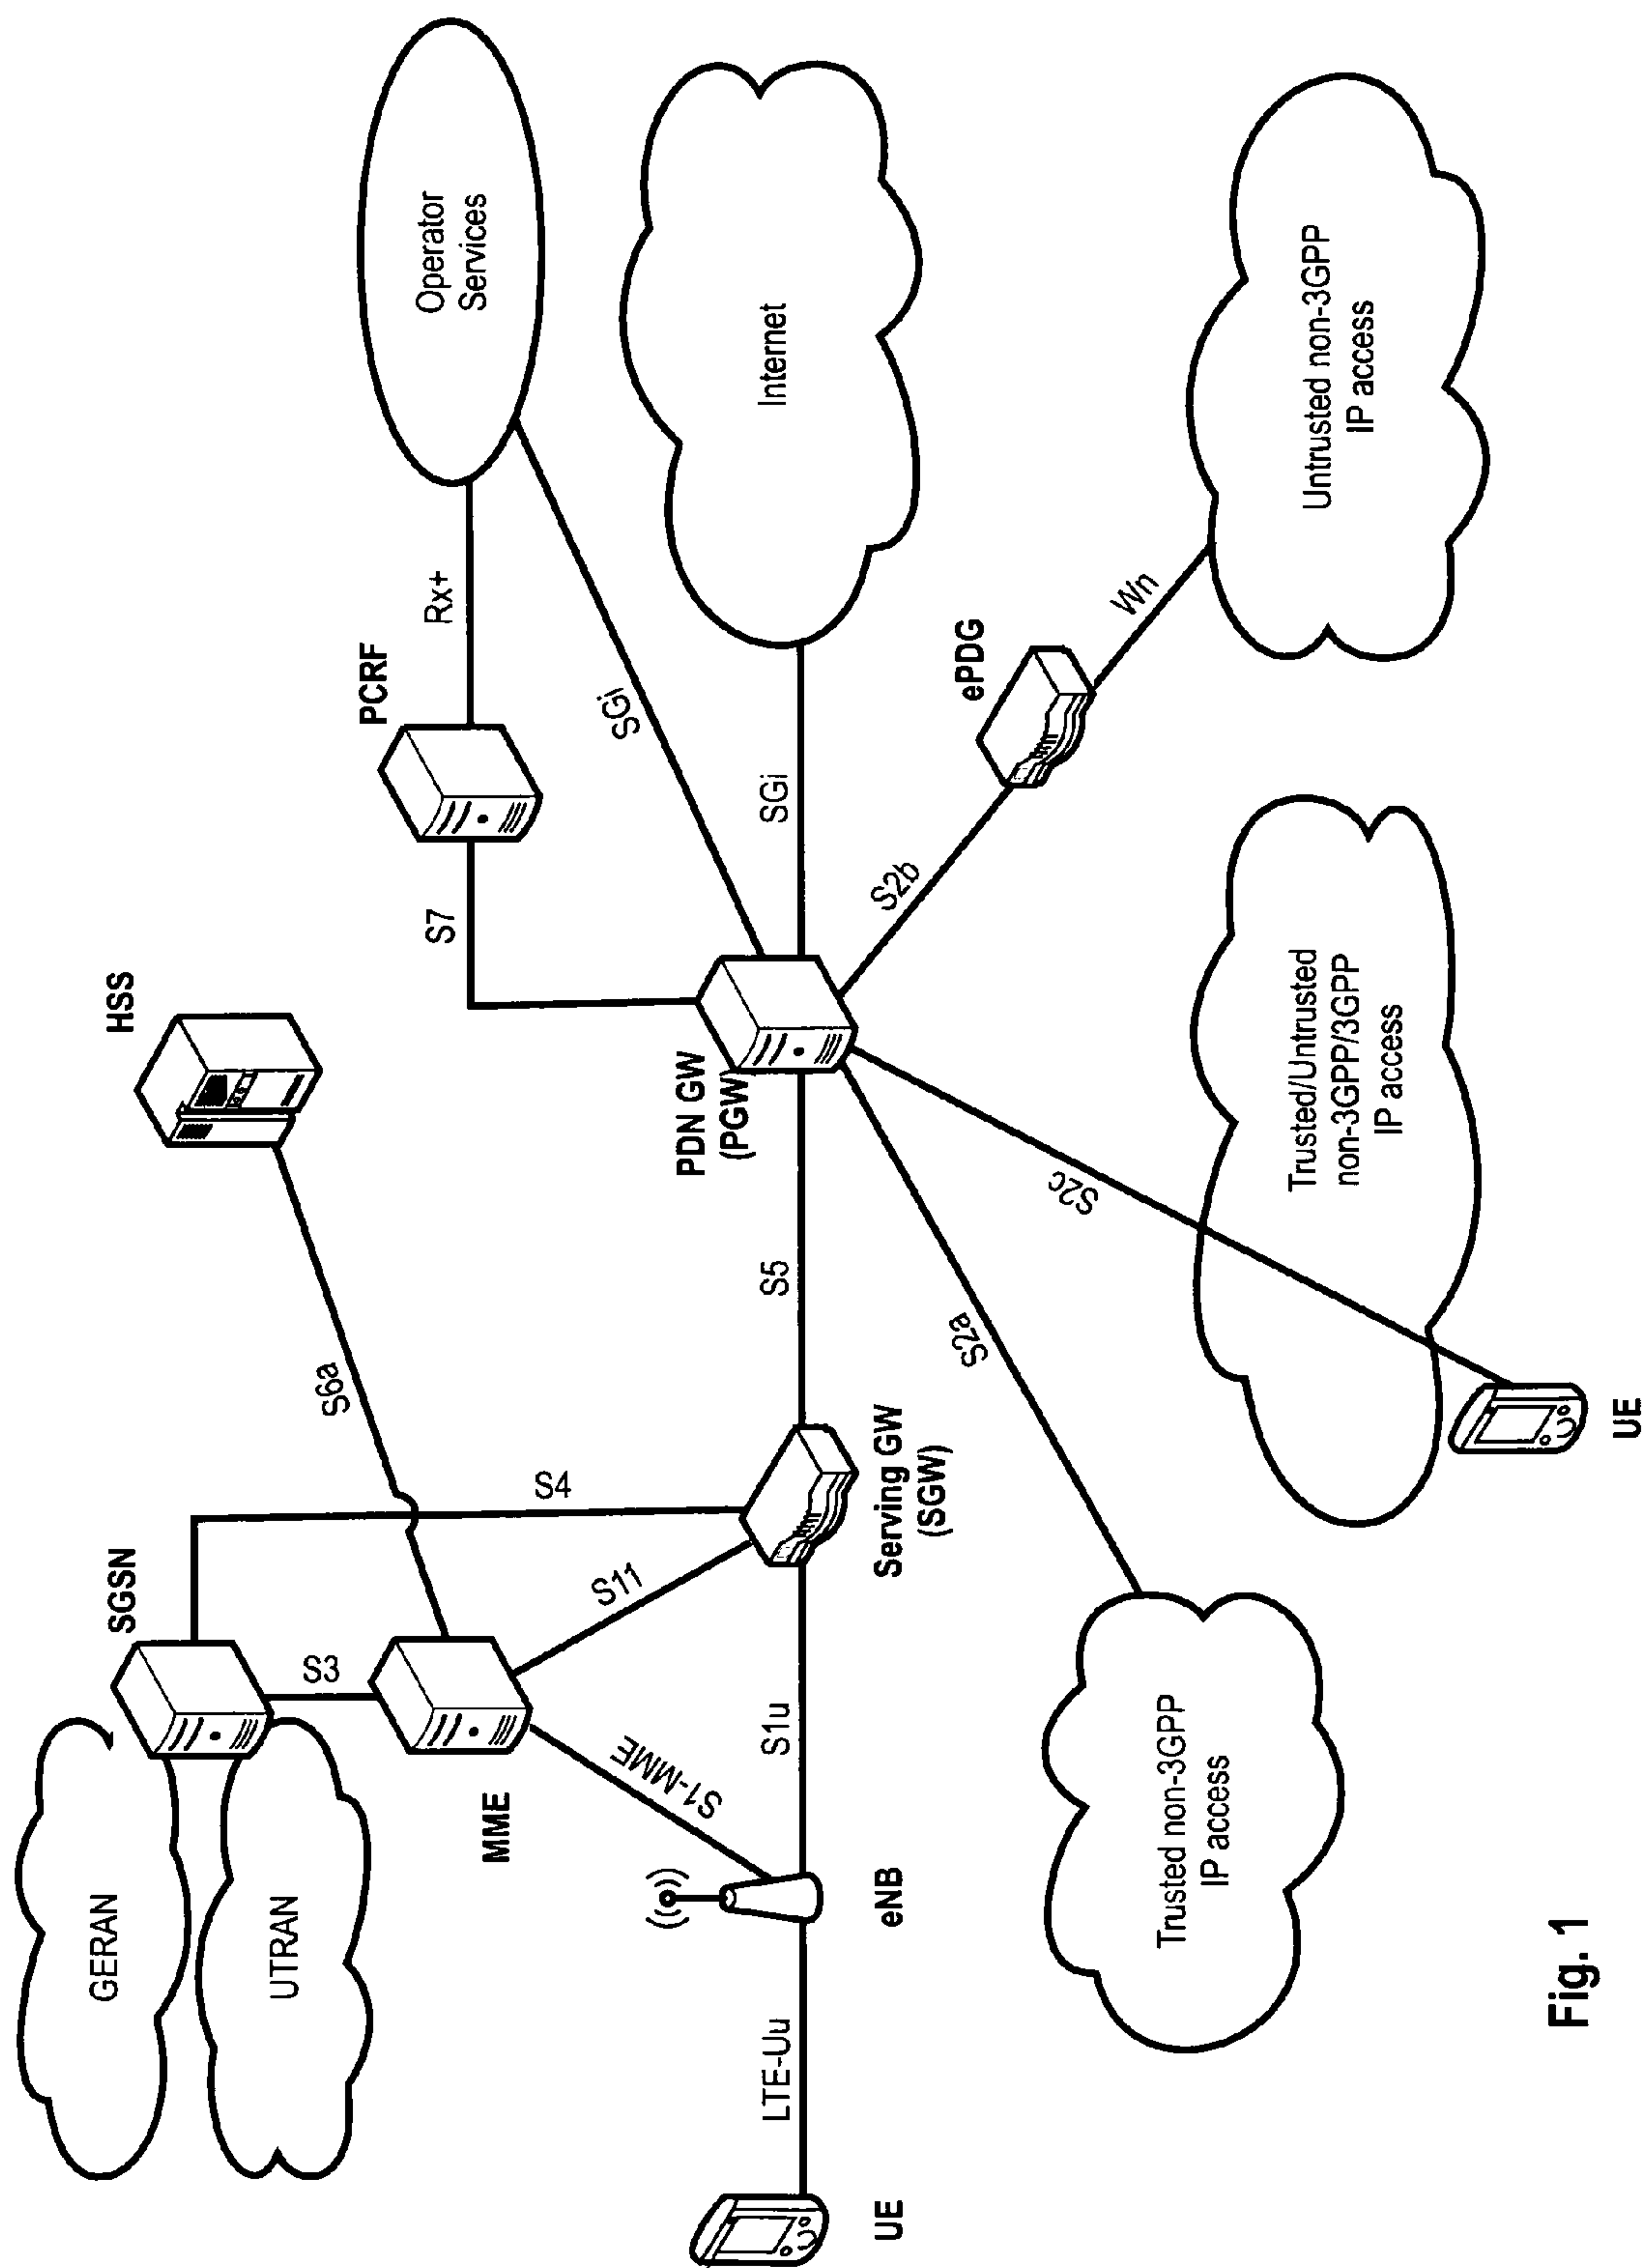 GERAN
UTRAN
SGSN
S3
MME
S4
S6a
HSS
S11
S1-MME
LTE-Uu
UE
eNB
S1u
Serving GW
(SGW)
S5
PDN GW
(PGW)
S7
PCRF
Rx+
Operator
Services
SGi
SGi
Internet
S2b
ePDG
Wn
Untrusted non-3GPP
IP access
S2a
S2c
Trusted non-3GPP
IP access
Trusted/Untrusted
non-3GPP/3GPP
IP access
UE
Fig. 1